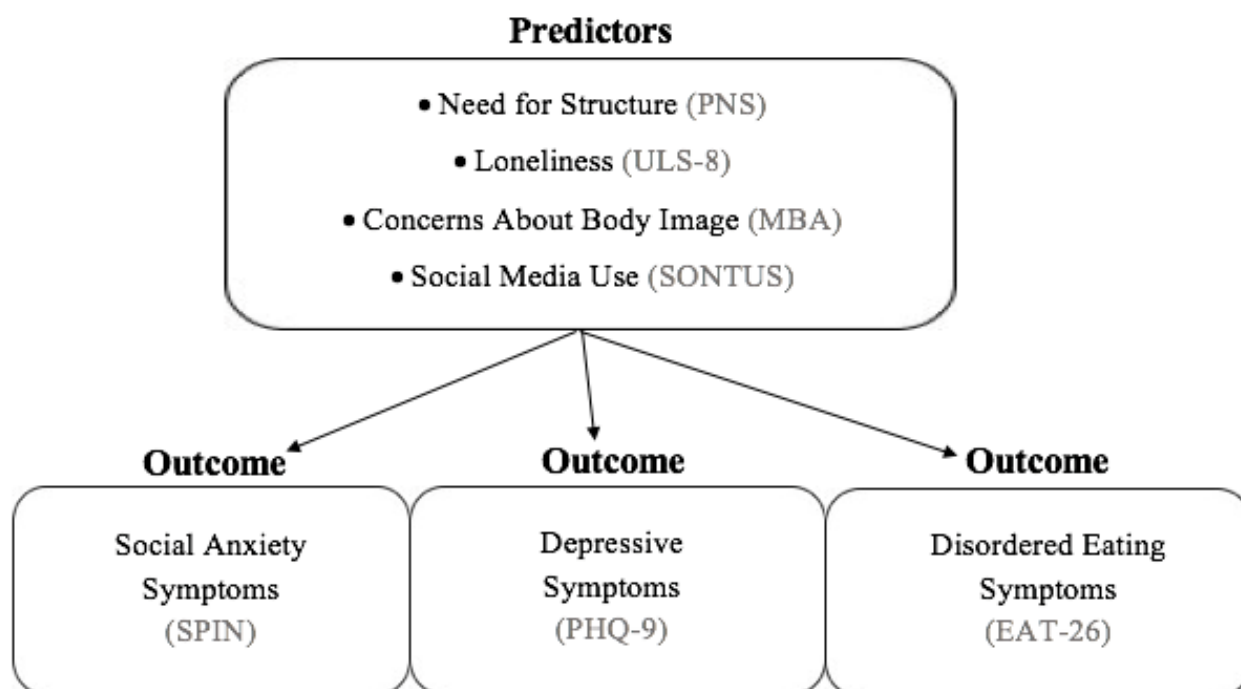 Predictors
• Need for Structure (PNS)
• Loneliness (ULS-8)
• Concerns About Body Image (MBA)
• Social Media Use (SONTUS)
Outcome
Social Anxiety
Symptoms
(SPIN)
Outcome
Depressive
Symptoms
(PHQ-9)
Outcome
Disordered Eating
Symptoms
(EAT-26)